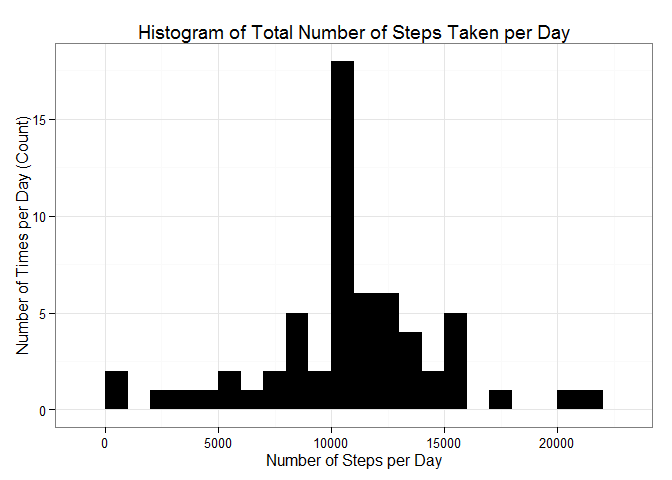 Histogram of Total Number of Steps Taken per Day
Number of Times per Day (Count)
15
10
5
0
0 5000 10000 15000 20000
Number of Steps per Day